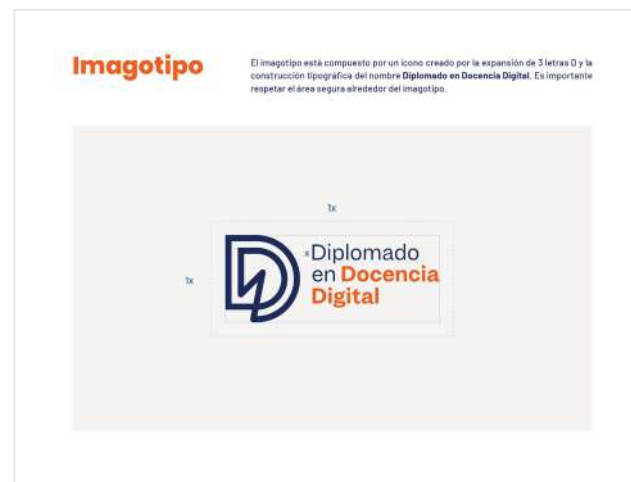 Imagotipo
El imagotipo está compuesto por un icono creado por la expansión de 3 letras D y la
construcción tipográfica del nombre Diplomado en Docencia Digital. Es importante
respetar el área segura alrededor del imagotipo.
1x
1x
x
Diplomado
en Docencia
Digital